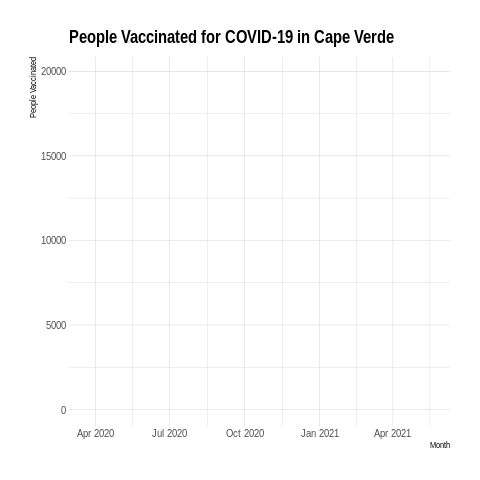 People Vaccinated for COVID-19 in Cape Verde
People Vaccinated
20000
15000
10000
5000
0
Apr 2020 Jul 2020 Oct 2020 Jan 2021 Apr 2021
Month